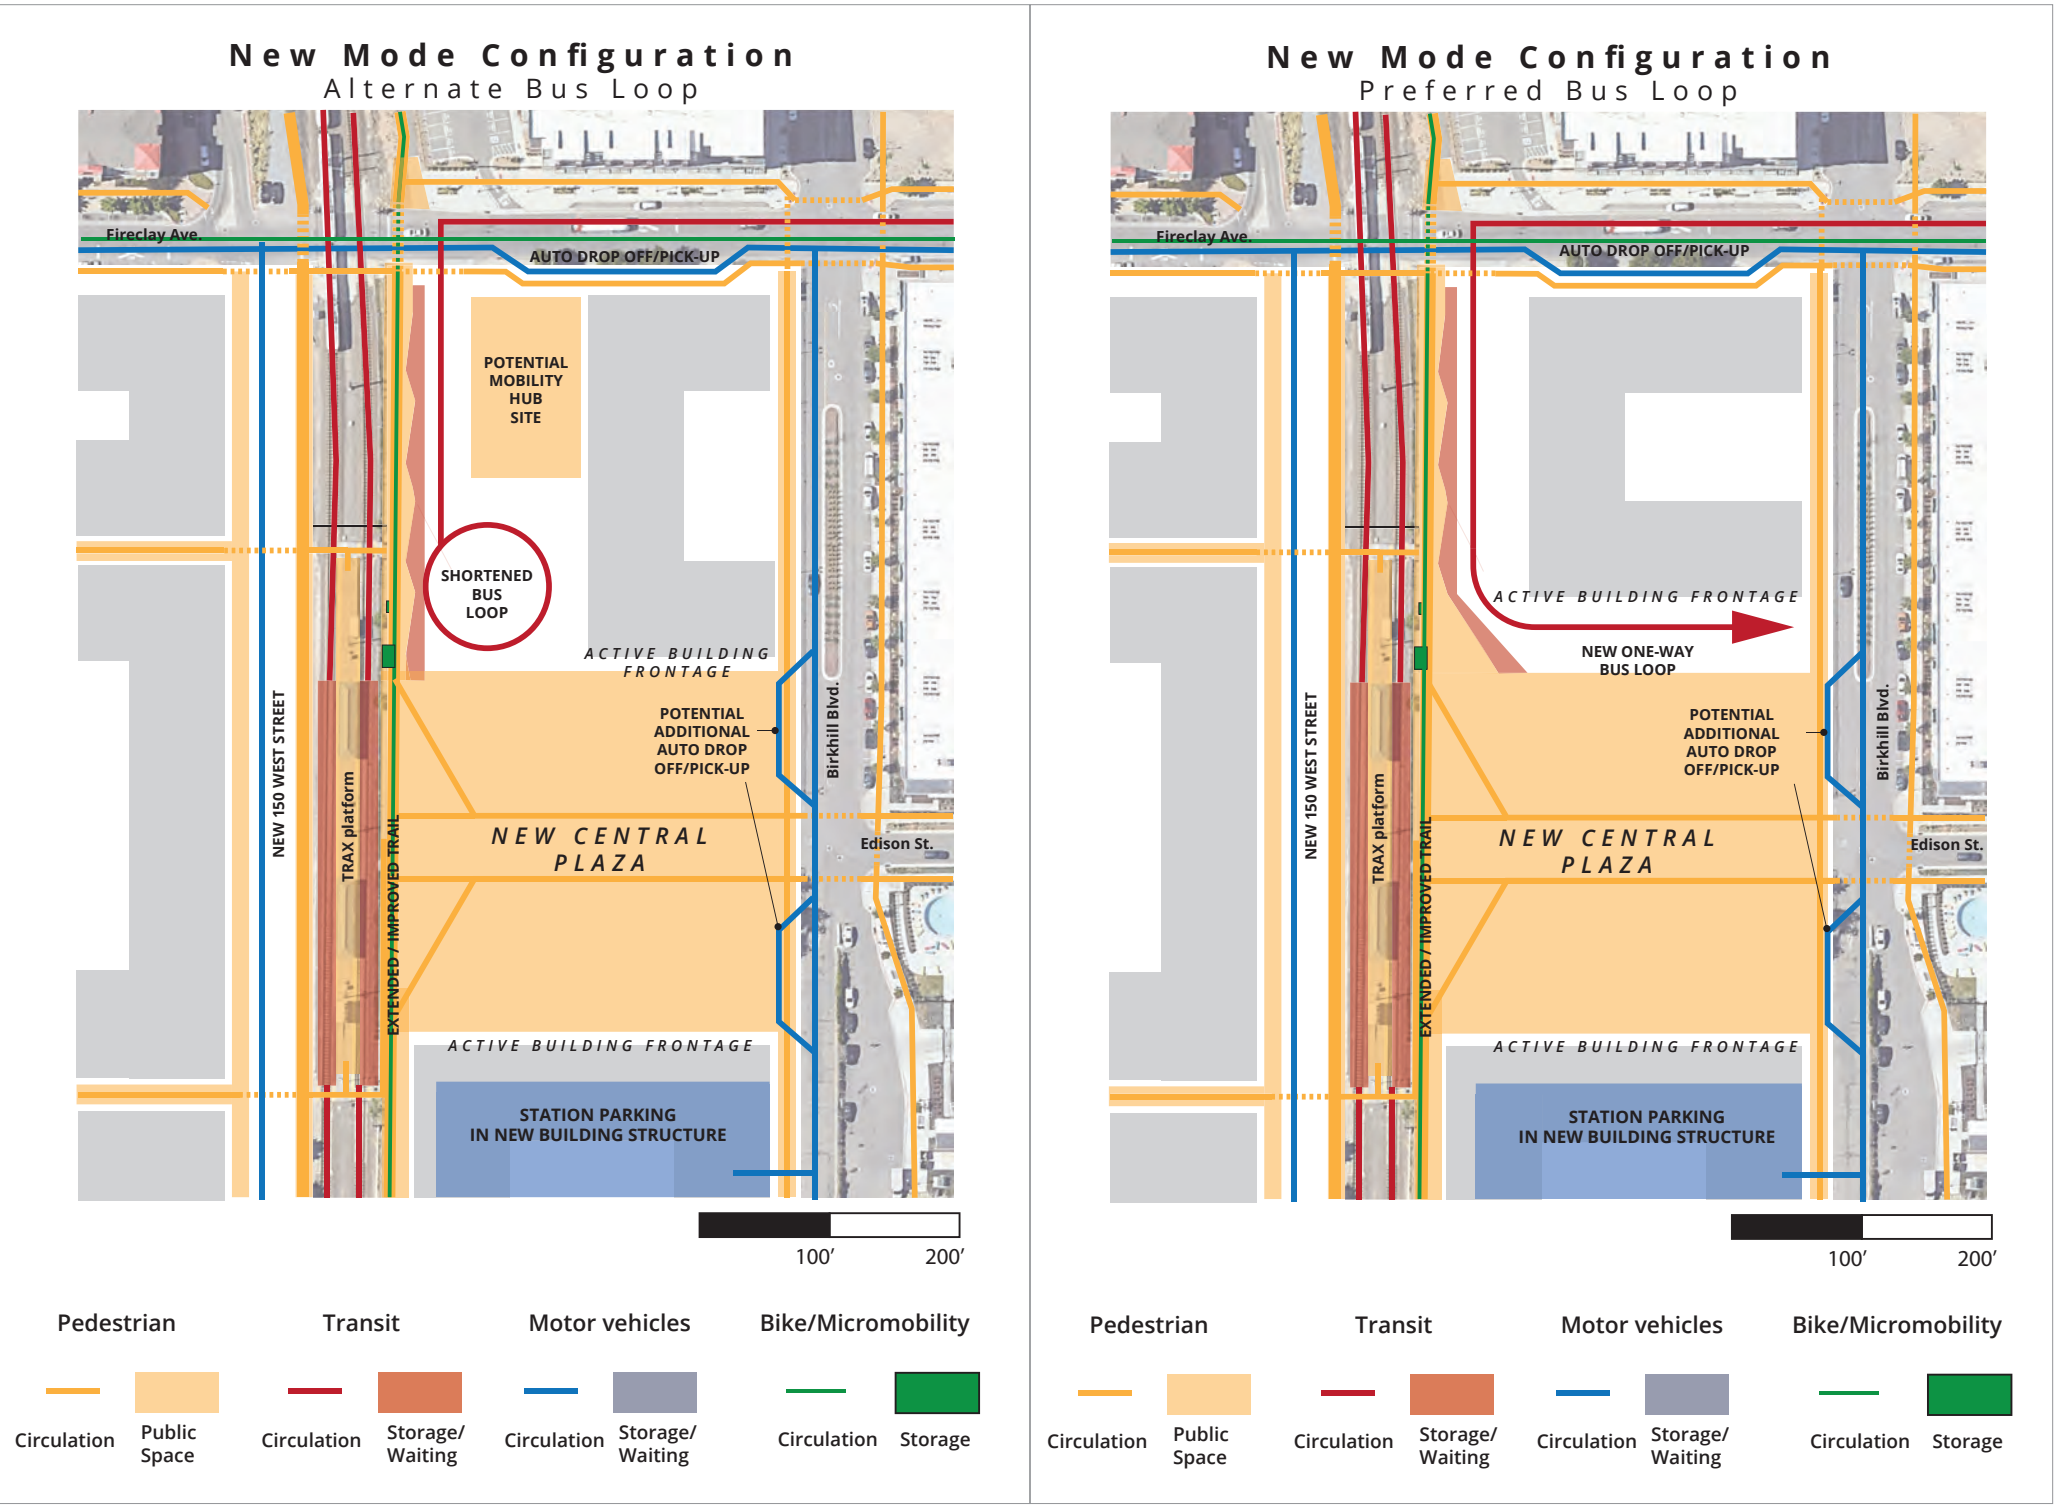 New Mode Configuration
Alternate Bus Loop
Fireclay Ave.
AUTO DROP OFF/PICK-UP
POTENTIAL
MOBILITY
HUB
SITE
SHORTENED
BUS
LOOP
ACTIVE BUILDING
FRONTAGE
POTENTIAL
ADDITIONAL
AUTO DROP
OFF/PICK-UP
Birkhill Blvd.
NEW 150 WEST STREET
TRAX platform
EXTENDED / IMPROVED TRAIL
NEW CENTRAL
PLAZA
Edison St.
ACTIVE BUILDING FRONTAGE
STATION PARKING
IN NEW BUILDING STRUCTURE
100’
200’
Pedestrian
Transit
Motor vehicles
Bike/Micromobility
Circulation
Public
Space
Circulation
Storage/
Waiting
Circulation
Storage/
Waiting
Circulation
Storage
New Mode Configuration
Preferred Bus Loop
Fireclay Ave.
AUTO DROP OFF/PICK-UP
ACTIVE BUILDING FRONTAGE
NEW ONE-WAY
BUS LOOP
POTENTIAL
ADDITIONAL
AUTO DROP
OFF/PICK-UP
Birkhill Blvd.
NEW 150 WEST STREET
TRAX platform
EXTENDED / IMPROVED TRAIL
NEW CENTRAL
PLAZA
Edison St.
ACTIVE BUILDING FRONTAGE
STATION PARKING
IN NEW BUILDING STRUCTURE
100’
200’
Pedestrian
Transit
Motor vehicles
Bike/Micromobility
Circulation
Public
Space
Circulation
Storage/
Waiting
Circulation
Storage/
Waiting
Circulation
Storage